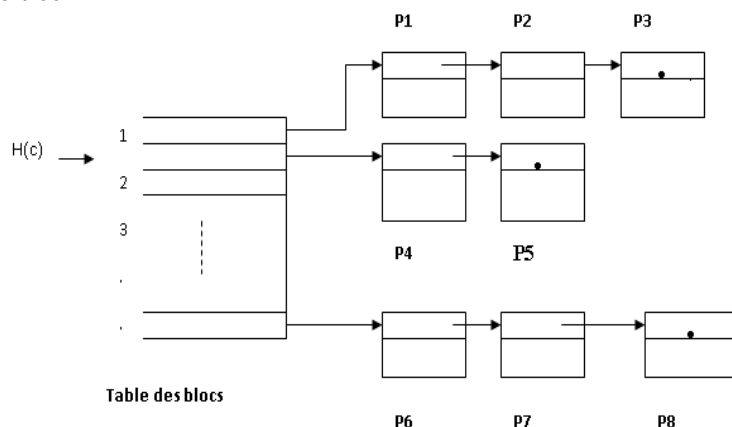 P1 P2 P3
1
H(c)
2
3
.
.
P4 P5
Table des blocs
P6 P7 P8